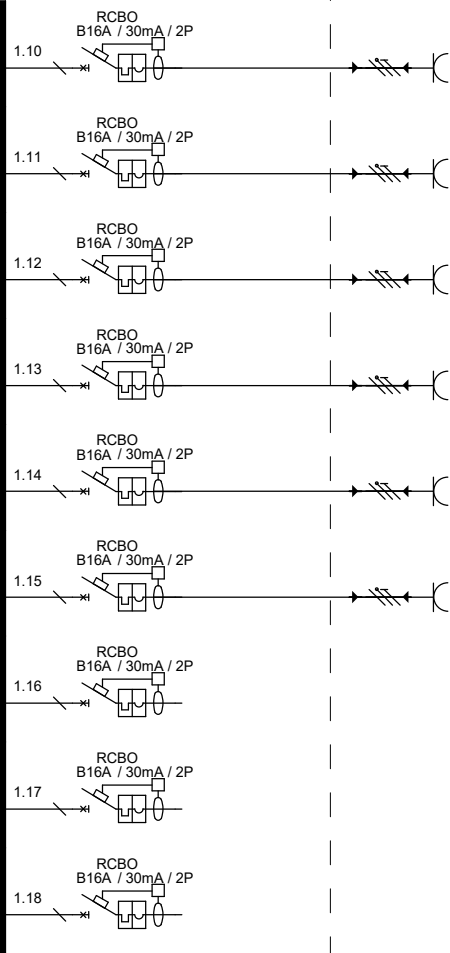 RCBO
B16A / 30mA / 2P
1.10
RCBO
B16A / 30mA / 2P
1.11
RCBO
B16A / 30mA / 2P
1.12
RCBO
B16A / 30mA / 2P
1.13
RCBO
B16A / 30mA / 2P
1.14
RCBO
B16A / 30mA / 2P
1.15
RCBO
B16A / 30mA / 2P
1.16
RCBO
B16A / 30mA / 2P
1.17
RCBO
B16A / 30mA / 2P
1.18